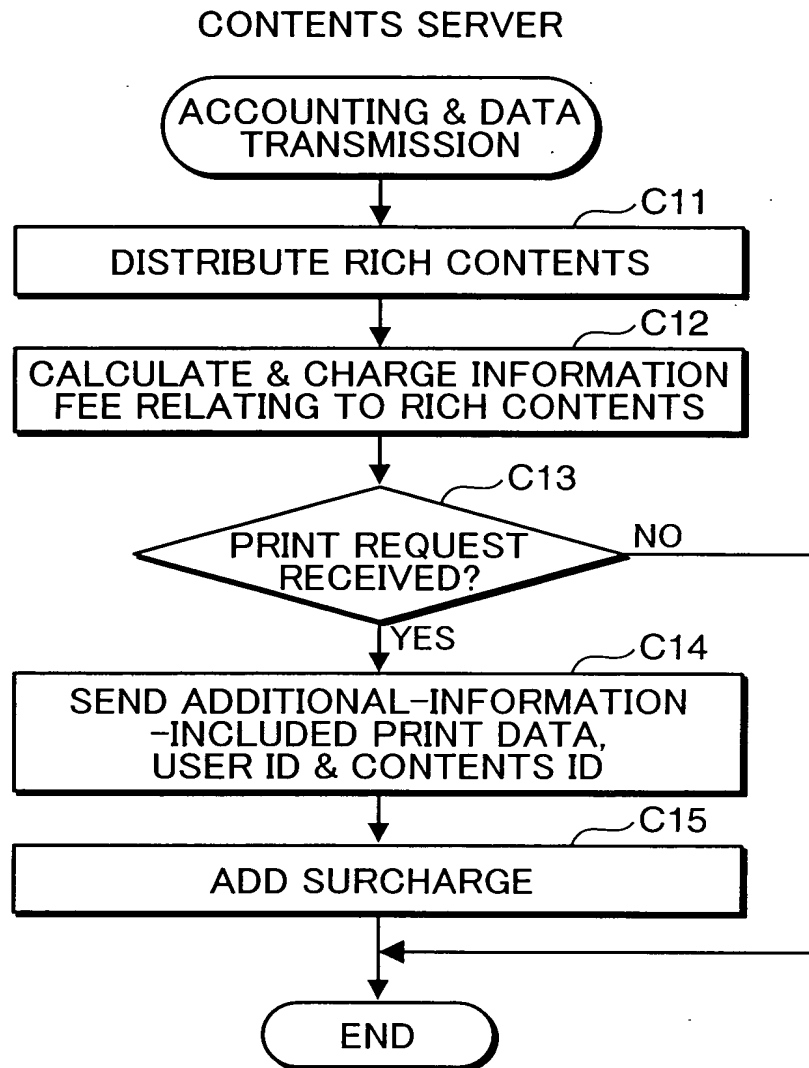 CONTENTS SERVER
ACCOUNTING & DATA
TRANSMISSION
C11
DISTRIBUTE RICH CONTENTS
C12
CALCULATE & CHARGE INFORMATION
FEE RELATING TO RICH CONTENTS
C13
PRINT REQUEST
RECEIVED?
NO
YES
C14
SEND ADDITIONAL-INFORMATION
-INCLUDED PRINT DATA,
USER ID & CONTENTS ID
C15
ADD SURCHARGE
END